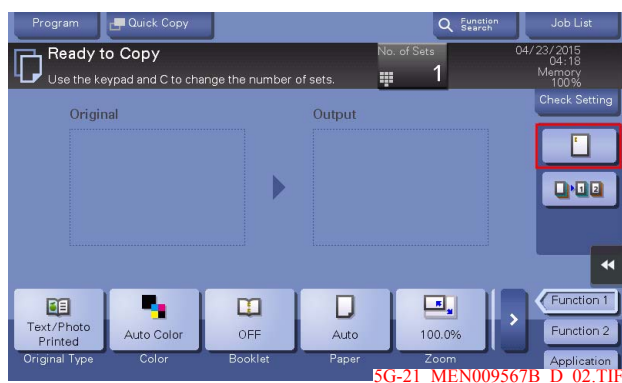 Program
Quick Copy
Function
Search
Job List
Ready to Copy
Use the keypad and C to change the number of sets.
No. of Sets
1
04/23/2015
04:18
Memory
100%
Check Setting
Original
Output
1 2
Text/Photo
Printed
Auto Color
OFF
Auto
100.0%
Original Type
Color
Booklet
Paper
Zoom
Function 1
Function 2
Application
5G-21_MEN009567B_D_02.TIF